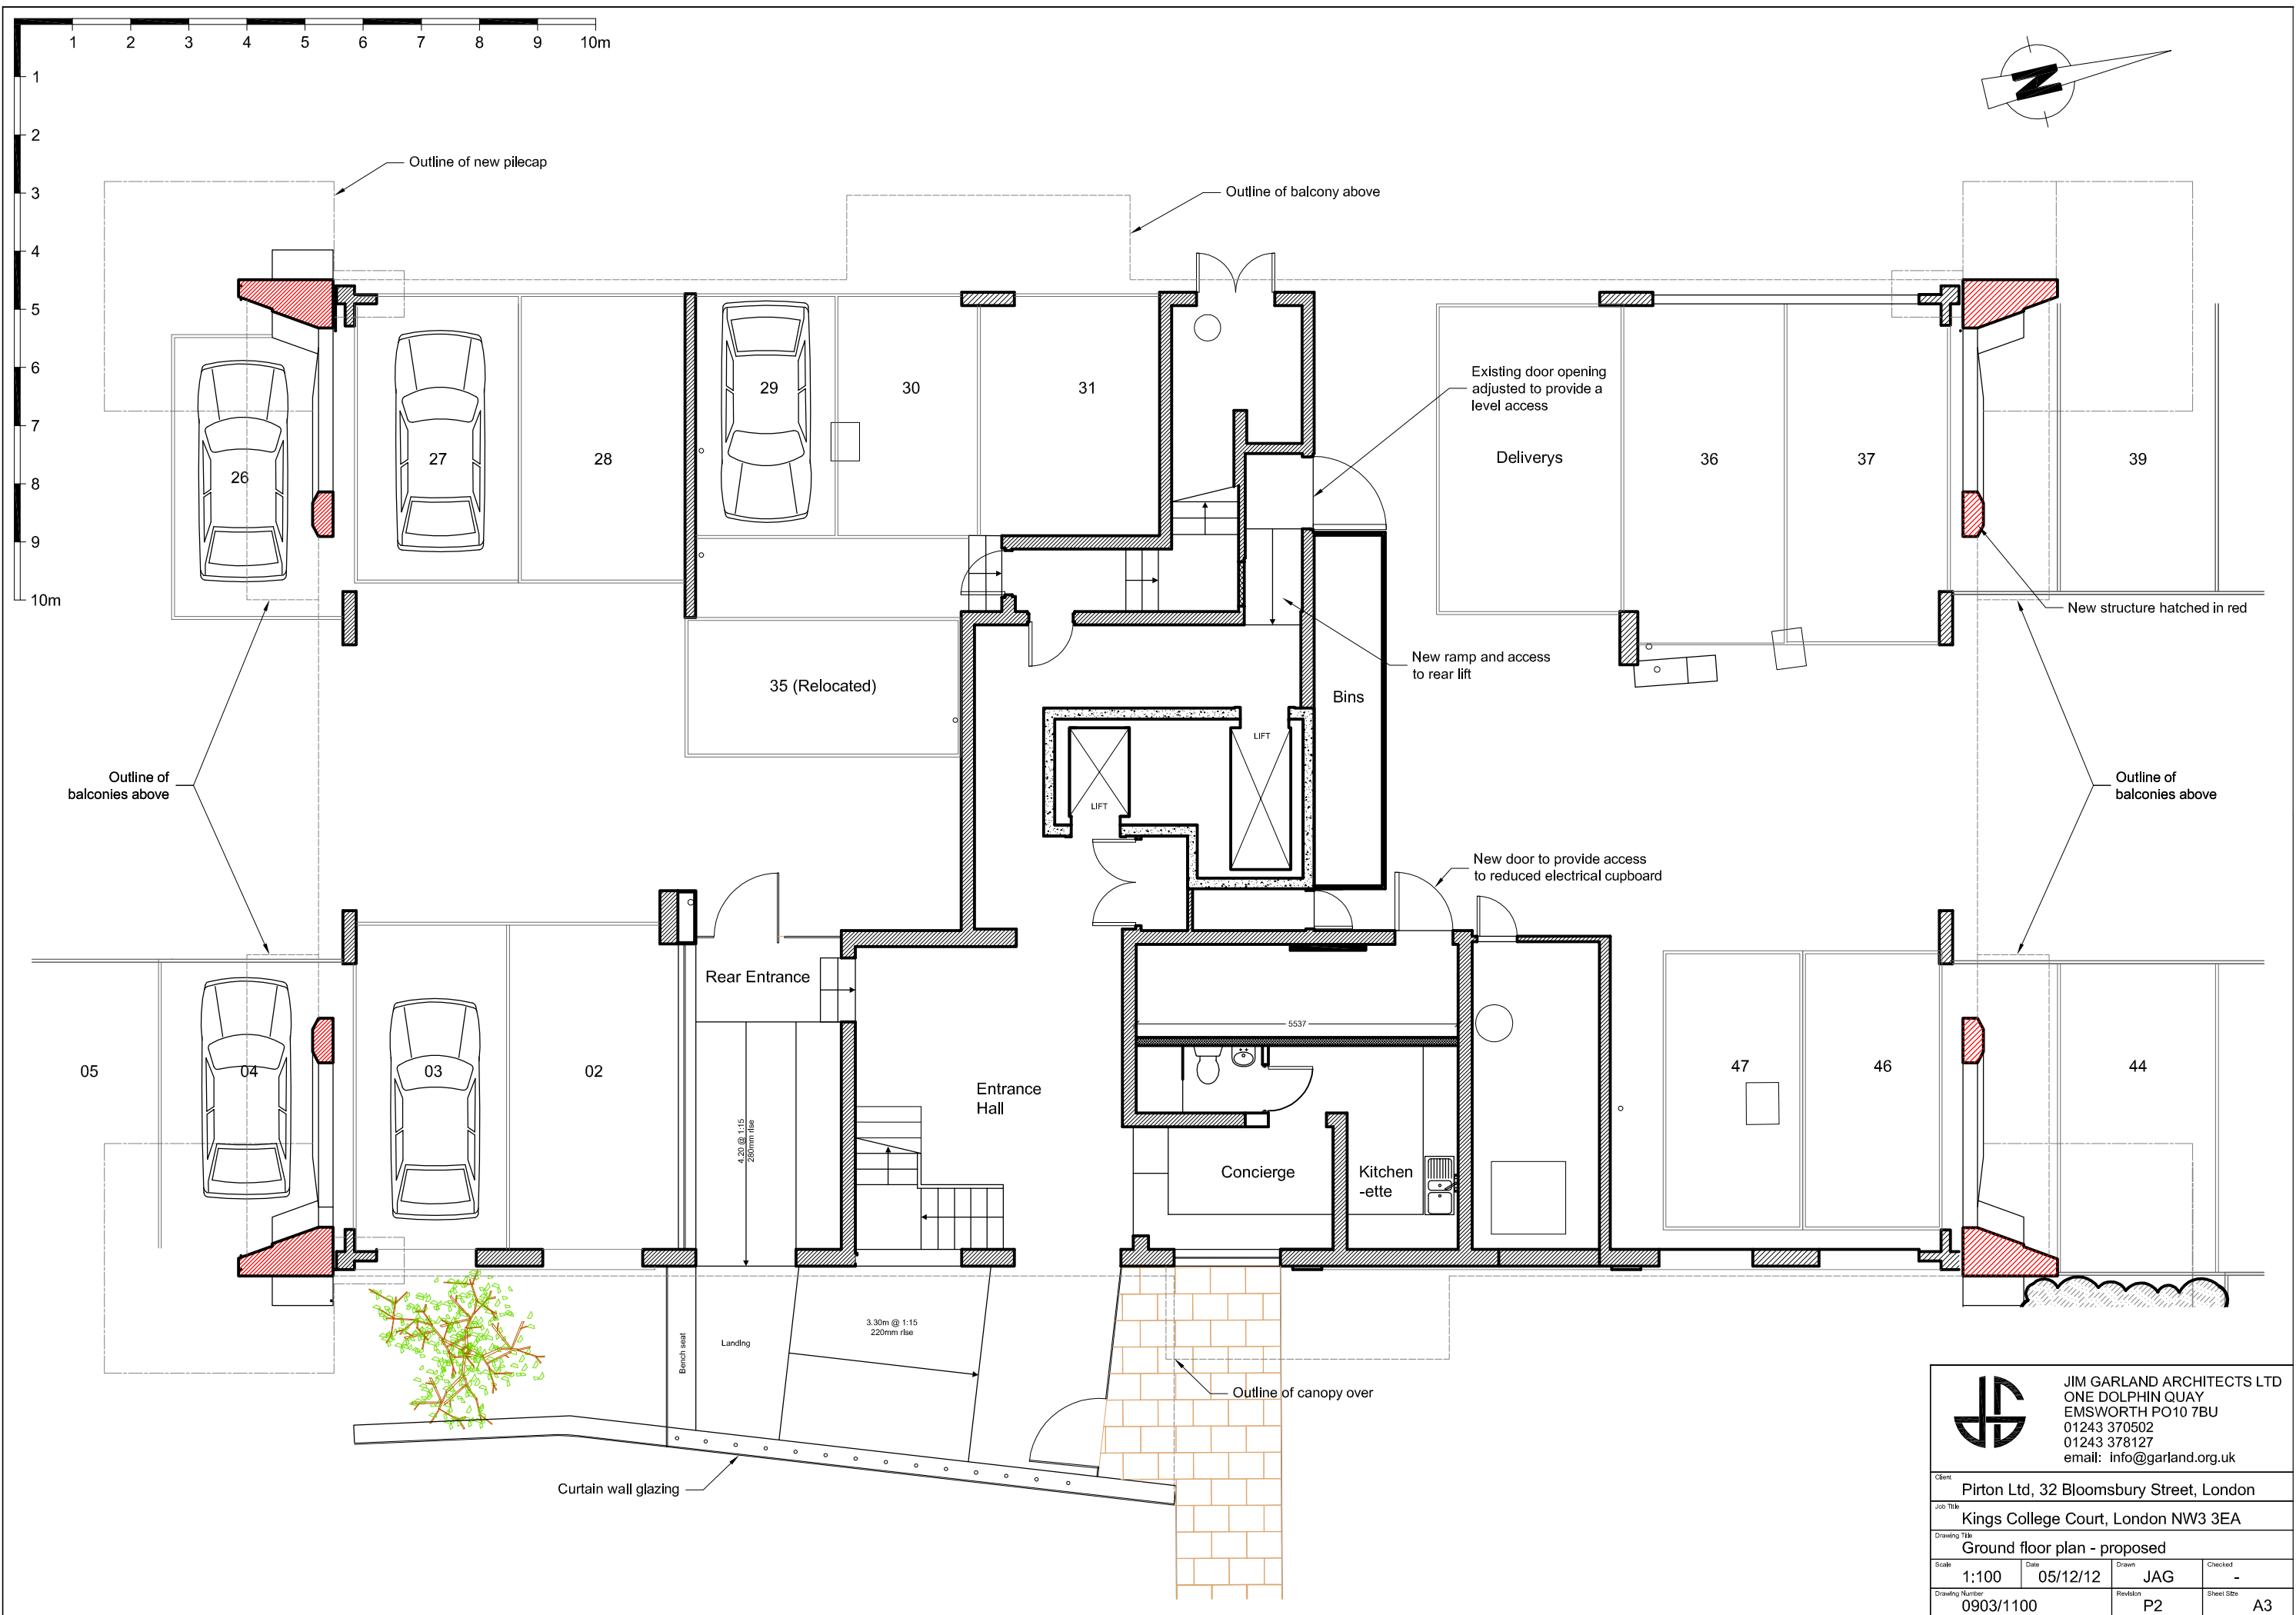 1 2 3 4 5 6 7 8 9 10m
1
2
3
4
5
6
7
8
9
10m
N
Outline of new pilecap
Outline of balcony above
Existing door opening
adjusted to provide a
level access
26
27
28
29
30
31
Deliverys
36
37
39
New structure hatched in red
New ramp and access
to rear lift
35 (Relocated)
Bins
LIFT
LIFT
Outline of
balconies above
Outline of
balconies above
New door to provide access
to reduced electrical cupboard
Rear Entrance
5537
05
04
03
02
4.20 @ 1:15
280mm rise
Entrance
Hall
Concierge
Kitchen
-ette
47
46
44
Bench seat
Landing
3.30m @ 1:15
220mm rise
Outline of canopy over
Curtain wall glazing
JIM GARLAND ARCHITECTS LTD
ONE DOLPHIN QUAY
EMSWORTH PO10 7BU
01243 370502
01243 378127
email: info@garland.org.uk
Client
Pirton Ltd, 32 Bloomsbury Street, London
Job Title
Kings College Court, London NW3 3EA
Drawing Title
Ground floor plan - proposed
Scale Date Drawn Checked
1:100 05/12/12 JAG -
Drawing Number Revision Sheet Size
0903/1100 P2 A3